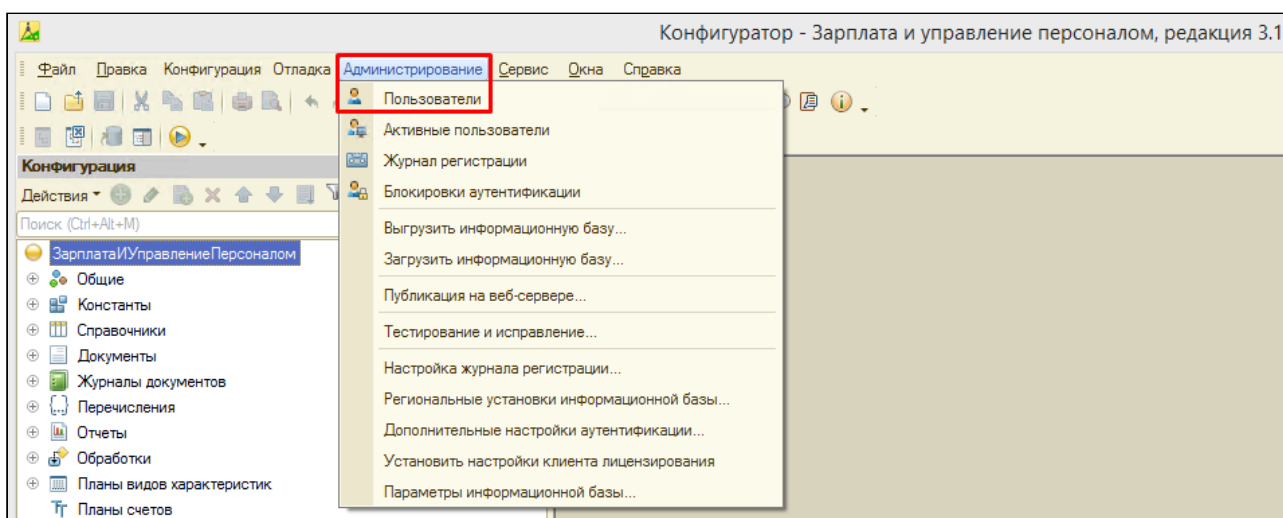 Конфигуратор - Зарплата и управление персоналом, редакция 3.1
Файл Правка Конфигурация Отладка Администрирование Сервис Окна Справка
Пользователи
Активные пользователи
Журнал регистрации
Блокировки аутентификации
Выгрузить информационную базу...
Загрузить информационную базу...
Публикация на веб-сервере...
Тестирование и исправление...
Настройка журнала регистрации...
Региональные установки информационной базы...
Дополнительные настройки аутентификации...
Установить настройки клиента лицензирования
Параметры информационной базы...
Конфигурация
Действия
Поиск (Ctrl+Alt+M)
ЗарплатаИУправлениеПерсоналом
Общие
Константы
Справочники
Документы
Журналы документов
Перечисления
Отчеты
Обработки
Планы видов характеристик
Планы счетов